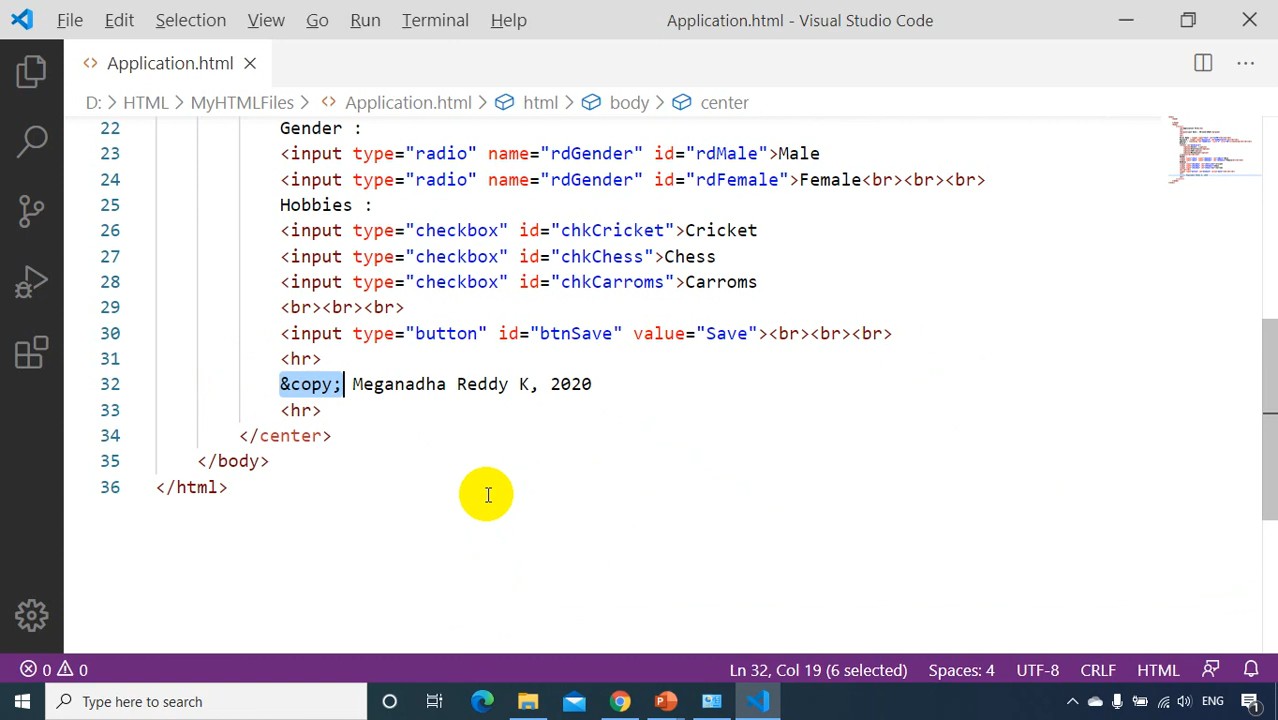 File Edit Selection View Go Run Terminal Help Application.html - Visual Studio Code
Application.html
D: > HTML > MyHTMLFiles > Application.html > html > body > center
22 Gender :
23 <input type="radio" name="rdGender" id="rdMale">Male
24 <input type="radio" name="rdGender" id="rdFemale">Female<br><br><br>
25 Hobbies :
26 <input type="checkbox" id="chkCricket">Cricket
27 <input type="checkbox" id="chkChess">Chess
28 <input type="checkbox" id="chkCarroms">Carroms
29 <br><br><br>
30 <input type="button" id="btnSave" value="Save"><br><br><br>
31 <hr>
32 &copy; Meganadha Reddy K, 2020
33 <hr>
34 </center>
35 </body>
36 </html>
0 0 Ln 32, Col 19 (6 selected) Spaces: 4 UTF-8 CRLF HTML
Type here to search ENG 1